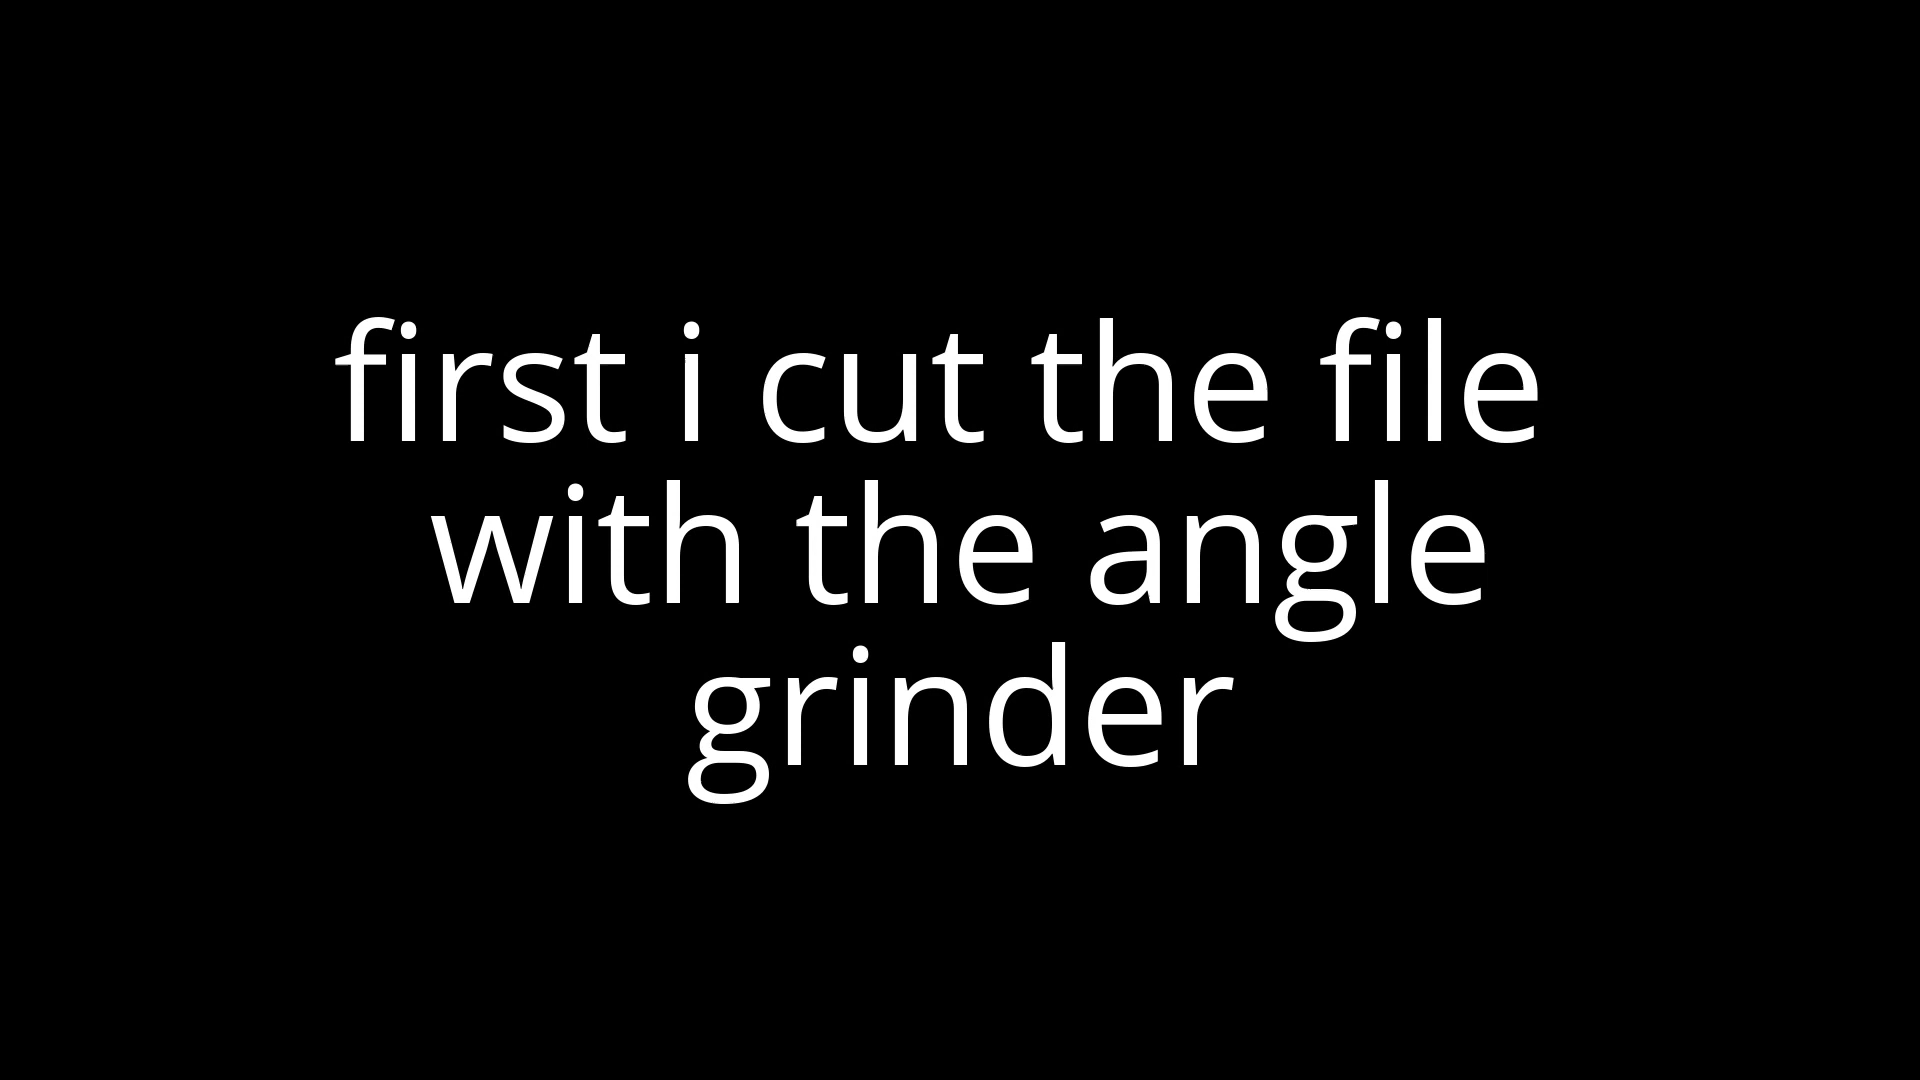 first i cut the file
with the angle
grinder